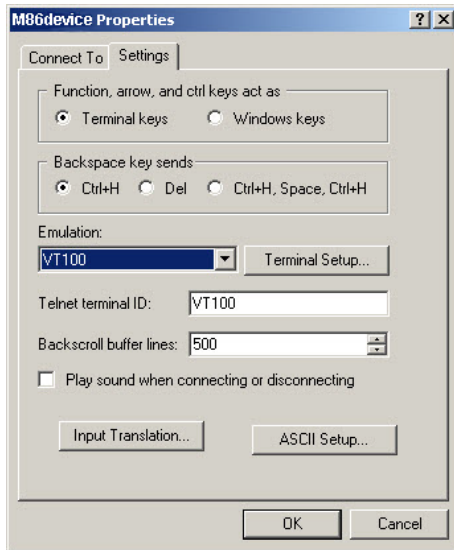 M86device Properties
Connect To Settings
Function, arrow, and ctrl keys act as
Terminal keys Windows keys
Backspace key sends
Ctrl+H Del Ctrl+H, Space, Ctrl+H
Emulation:
VT100 Terminal Setup...
Telnet terminal ID: VT100
Backscroll buffer lines: 500
Play sound when connecting or disconnecting
Input Translation... ASCII Setup...
OK Cancel